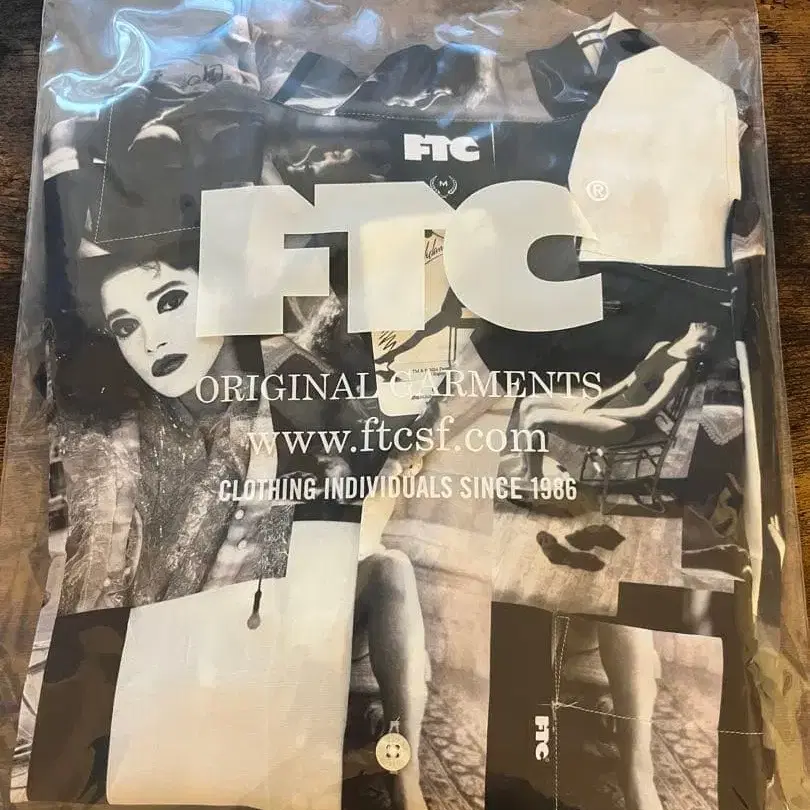 FTC
M
FTC®
ORIGINAL GARMENTS
www.ftcsf.com
CLOTHING INDIVIDUALS SINCE 1986
FTC